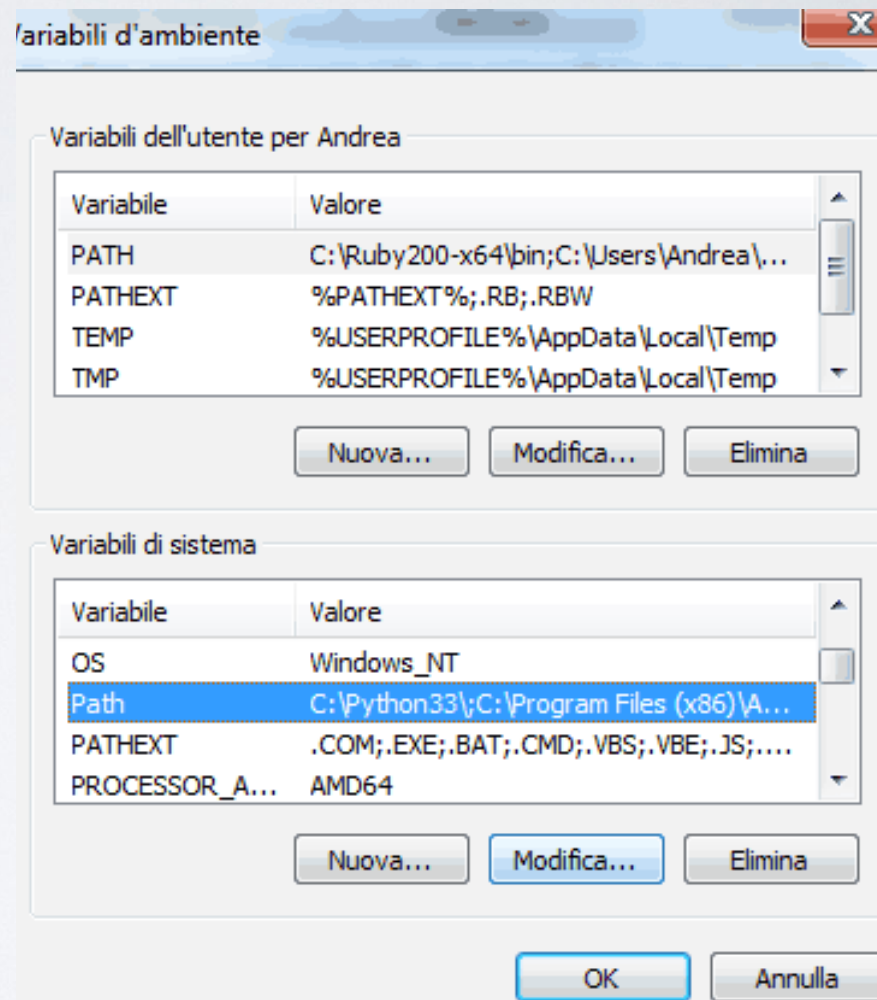 Variabili d'ambiente
Variabili dell'utente per Andrea
Variabile Valore
PATH C:\Ruby200-x64\bin;C:\Users\Andrea\...
PATHEXT %PATHEXT%;.RB;.RBW
TEMP %USERPROFILE%\AppData\Local\Temp
TMP %USERPROFILE%\AppData\Local\Temp
Nuova... Modifica... Elimina
Variabili di sistema
Variabile Valore
OS Windows_NT
Path C:\Python33\;C:\Program Files (x86)\A...
PATHEXT .COM;.EXE;.BAT;.CMD;.VBS;.VBE;.JS;....
PROCESSOR_A... AMD64
Nuova... Modifica... Elimina
OK Annulla